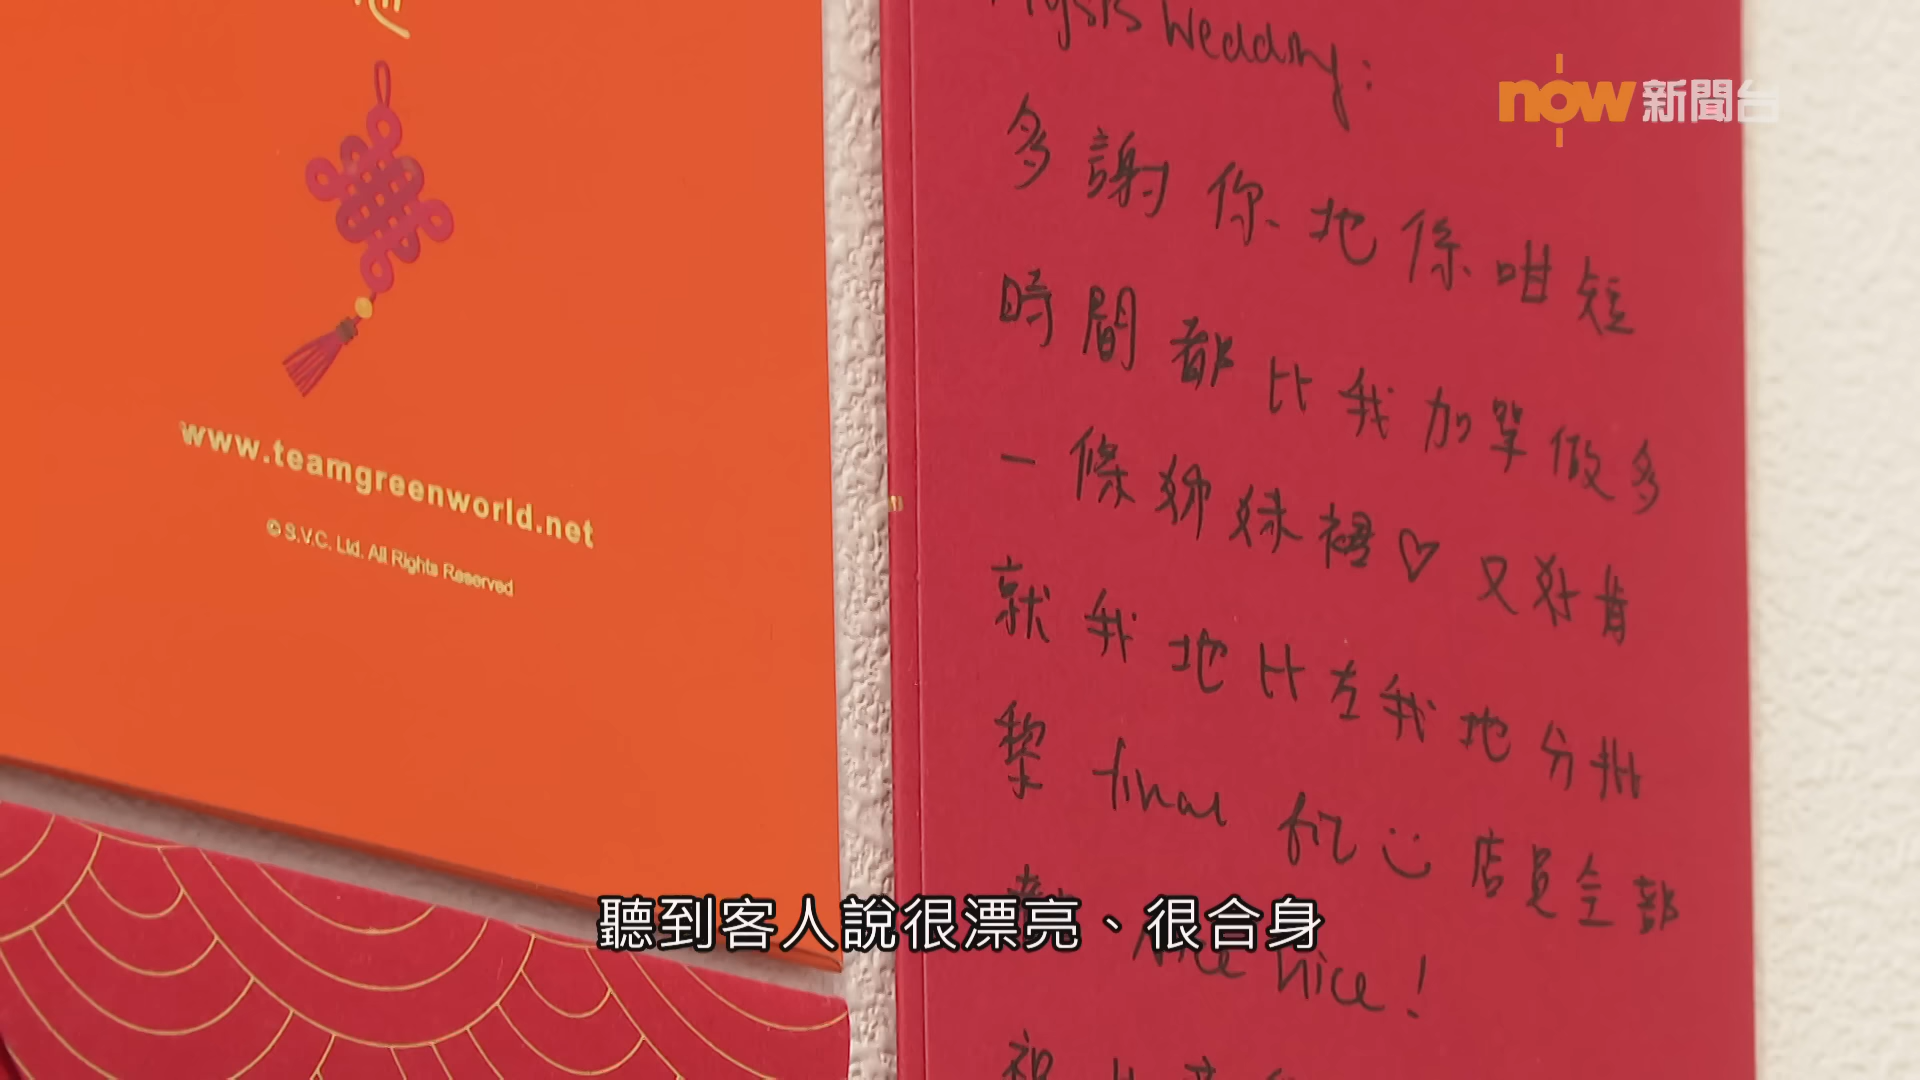 www.teamgreenworld.net
© S.V.C. Ltd. All Rights Reserved
Wedding:
多謝你地係咁短
時間都比我加單做多
一條姊妹裙♡又好肯
就我地比左我地分批
黎 final fit 店員全部
nice nice!
祝
now新聞台
聽到客人說很漂亮、很合身